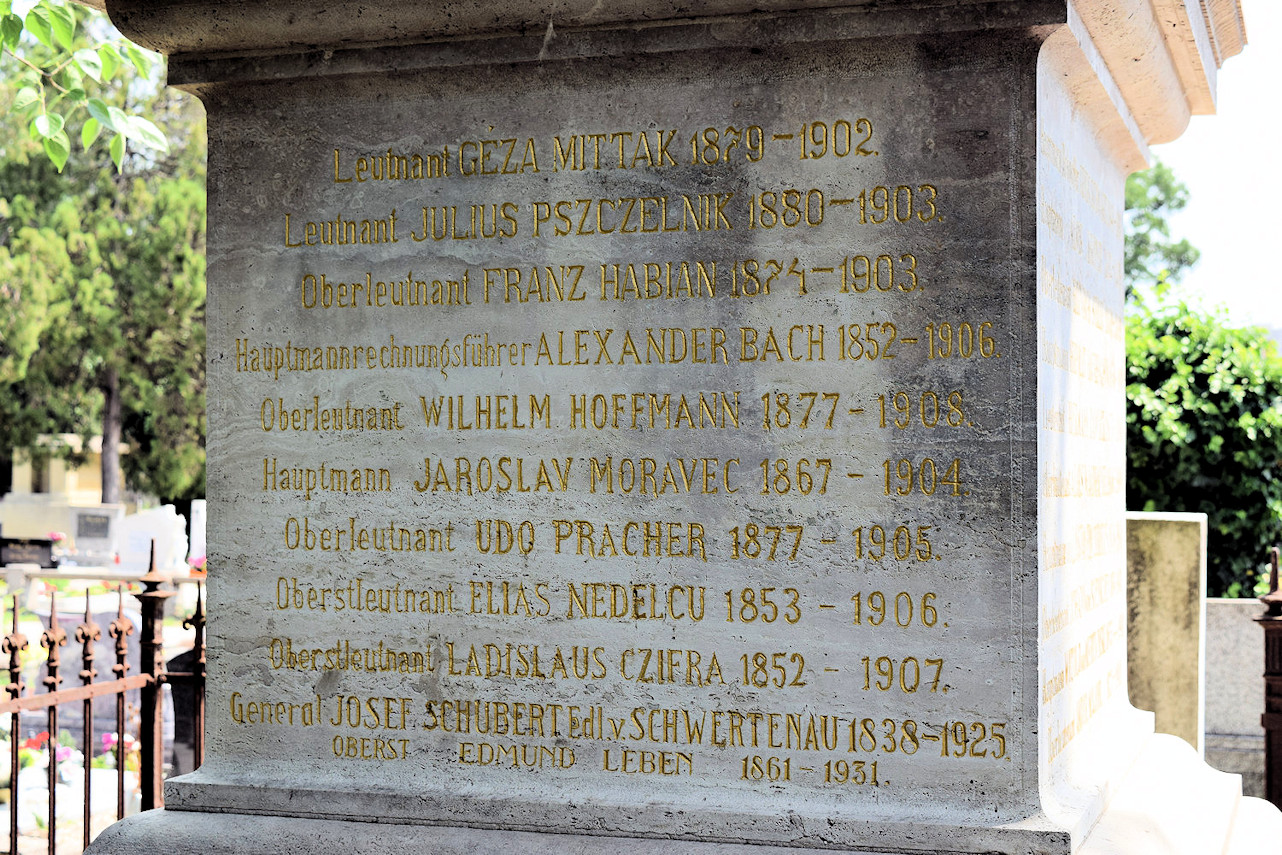 Leutnant GÉZA MITTAK 1879-1902.
Leutnant JULIUS PSZCZELNIK 1880-1903.
Oberleutnant FRANZ HABIAN 1874-1903.
Hauptmannrechnungsführer ALEXANDER BACH 1852-1906.
Oberleutnant WILHELM HOFFMANN 1877-1908.
Hauptmann JAROSLAV MORAVEC 1867-1904.
Oberleutnant UDO PRACHER 1877-1905.
Oberstleutnant ELIAS NEDELCU 1853-1906.
Oberstleutnant LADISLAUS CZIFRA 1852-1907.
General JOSEF SCHUBERT Edl.v.SCHWERTENAU 1838-1925.
OBERST EDMUND LEBEN 1861-1931.